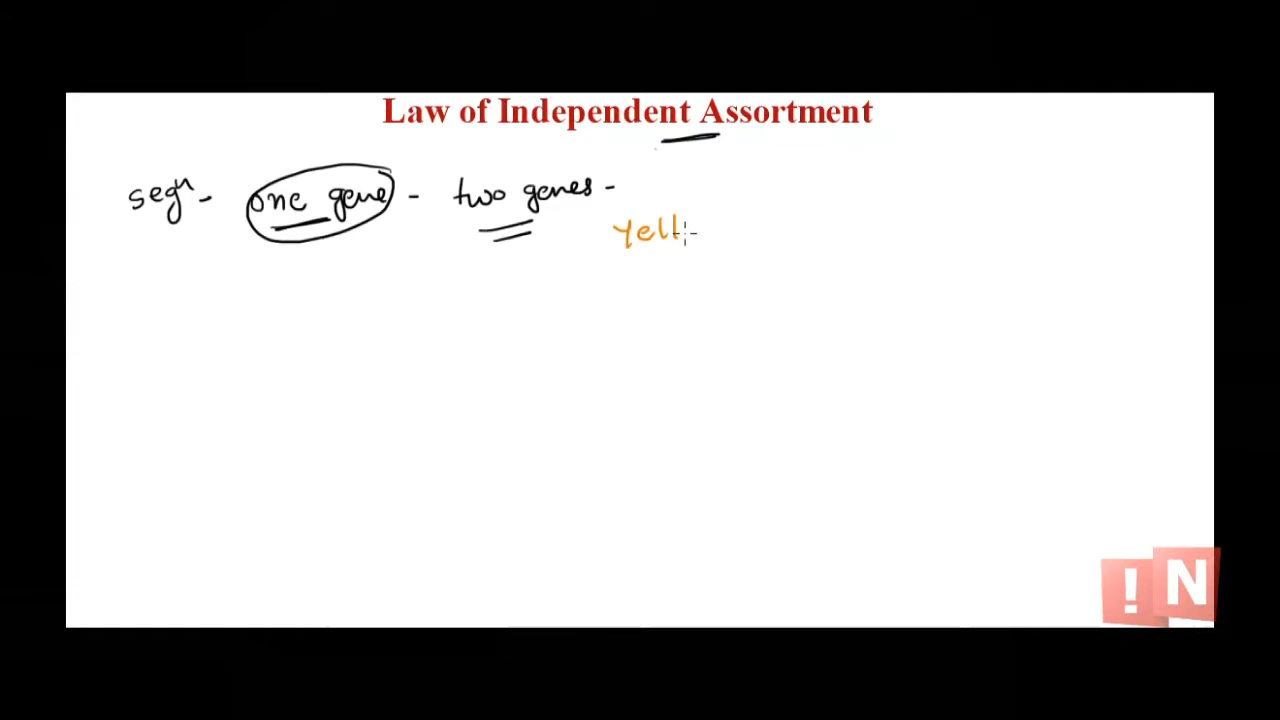 Law of Independent Assortment
segn - one gene - two genes -
Yell
!N